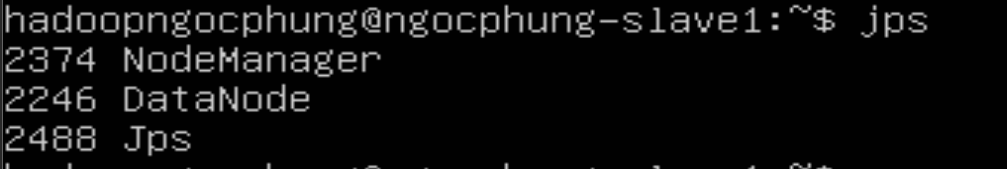 hadoopngocphung@ngocphung-slave1:~$ jps
2374 NodeManager
2246 DataNode
2488 Jps